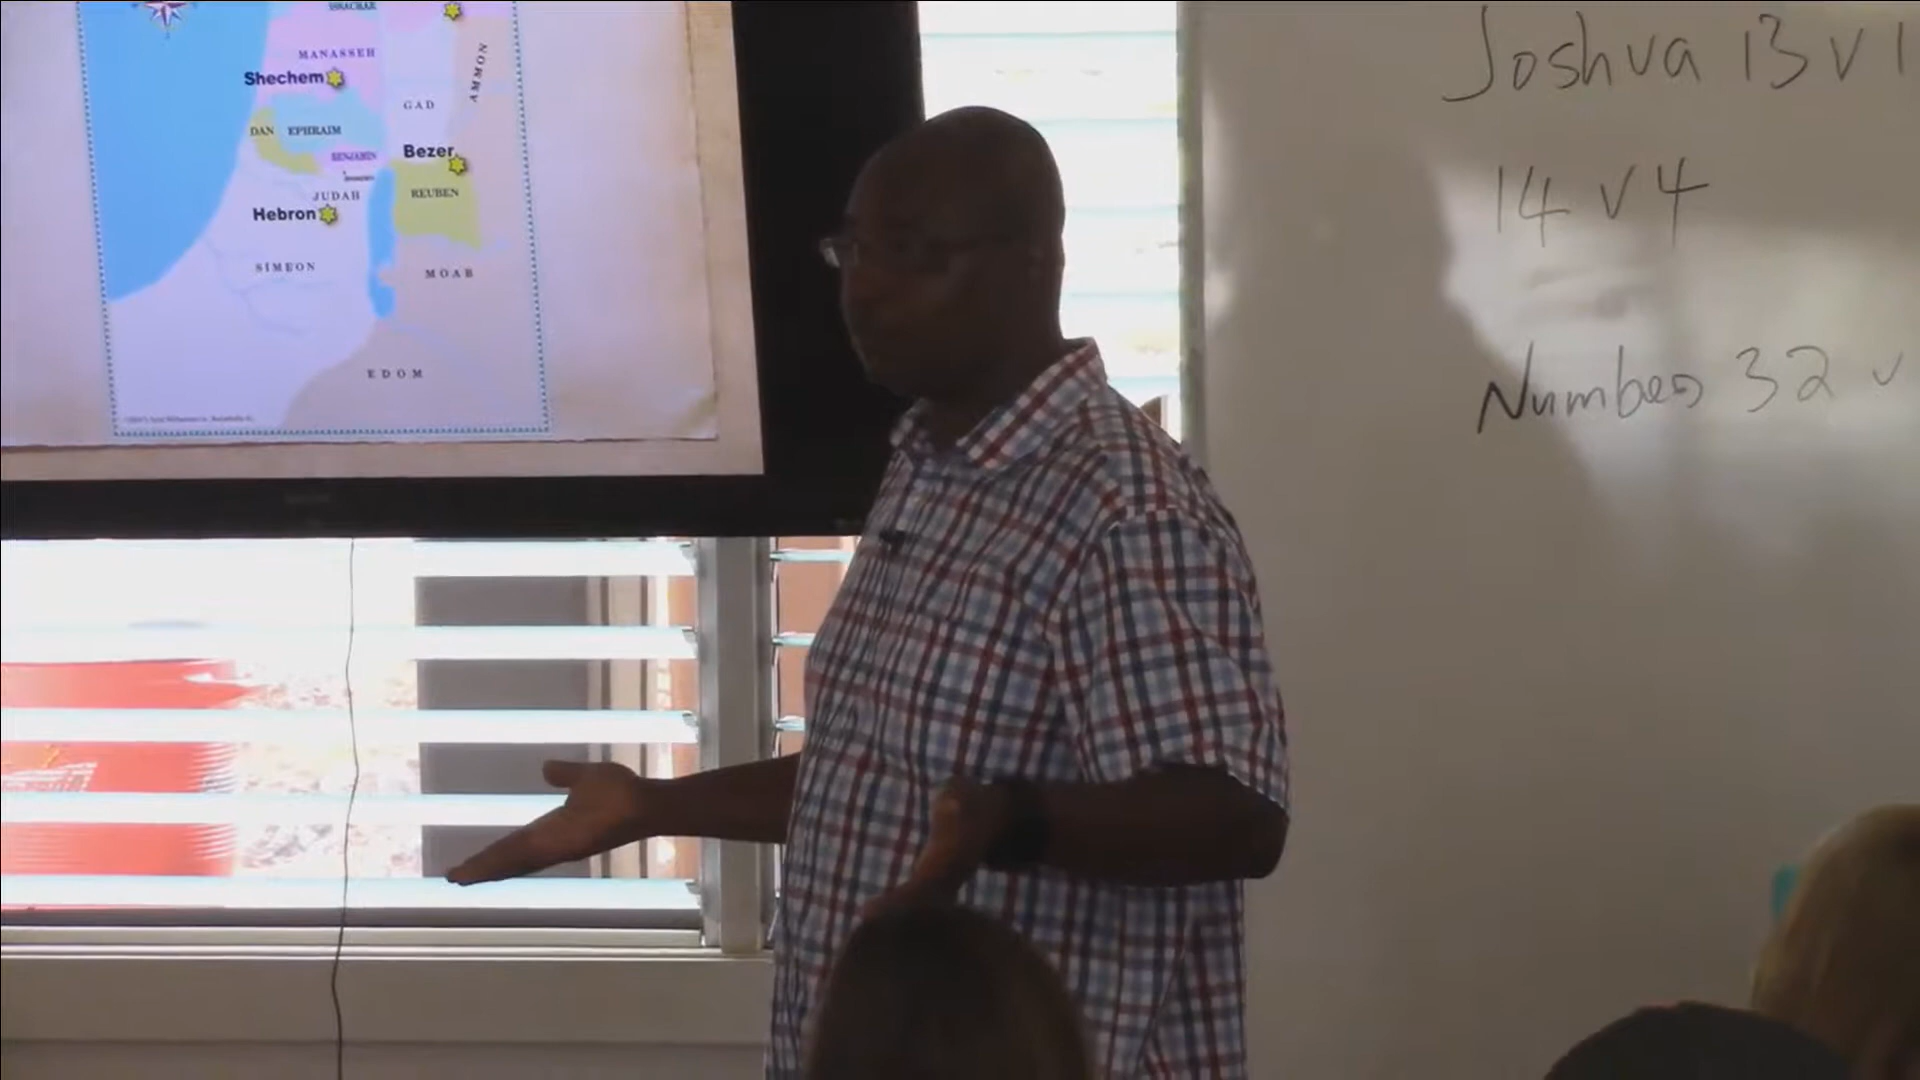 ISSACHAR
MANASSEH
Shechem
AMMON
GAD
DAN EPHRAIM
BENJAMIN
Bezer
JUDAH
REUBEN
Hebron
SIMEON
MOAB
EDOM
Joshua 13 v 1
14 v 4
Numbers 32 v